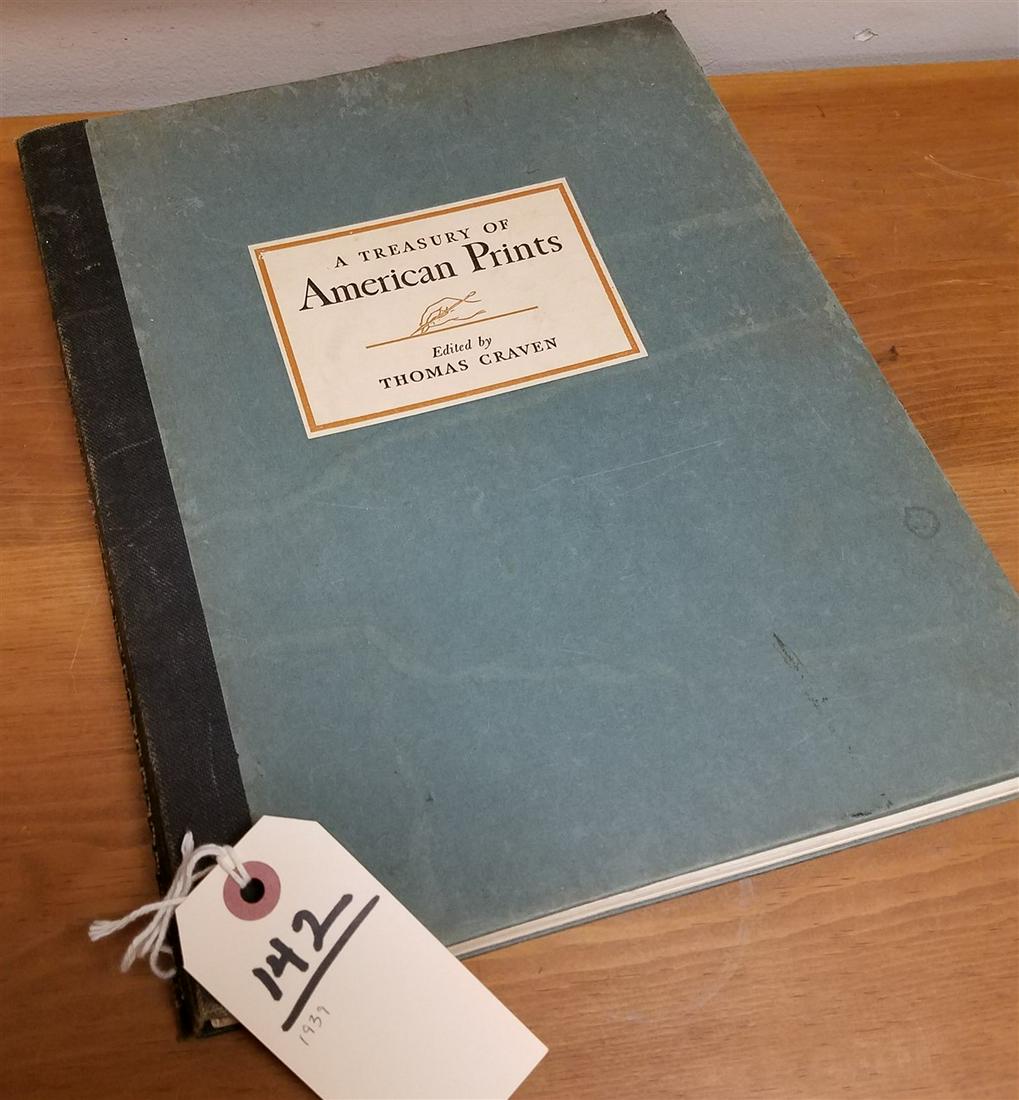 A TREASURY OF
American Prints
Edited by
THOMAS CRAVEN
142
1939